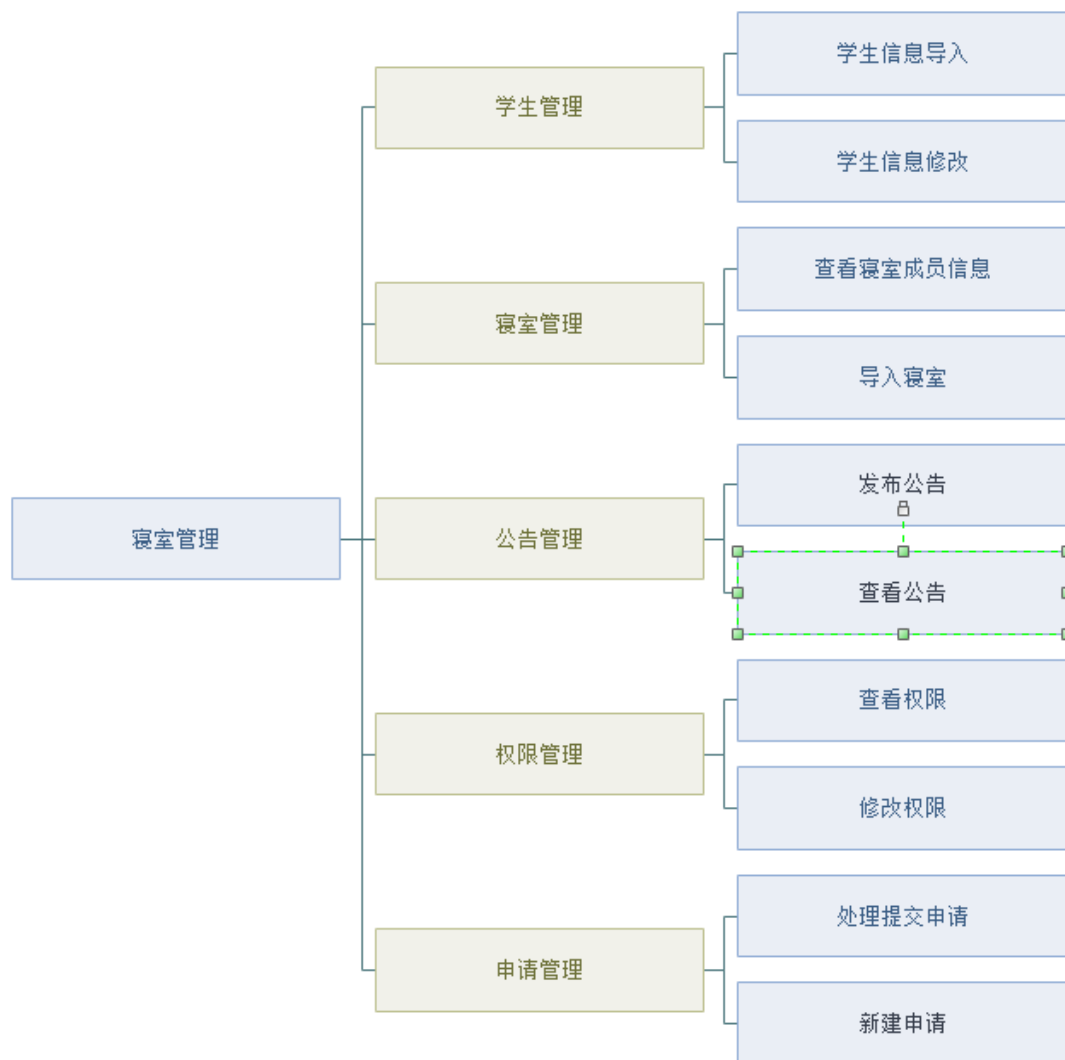 学生信息导入
学生管理
学生信息修改
查看寝室成员信息
寝室管理
导入寝室
发布公告
寝室管理
公告管理
查看公告
查看权限
权限管理
修改权限
处理提交申请
申请管理
新建申请